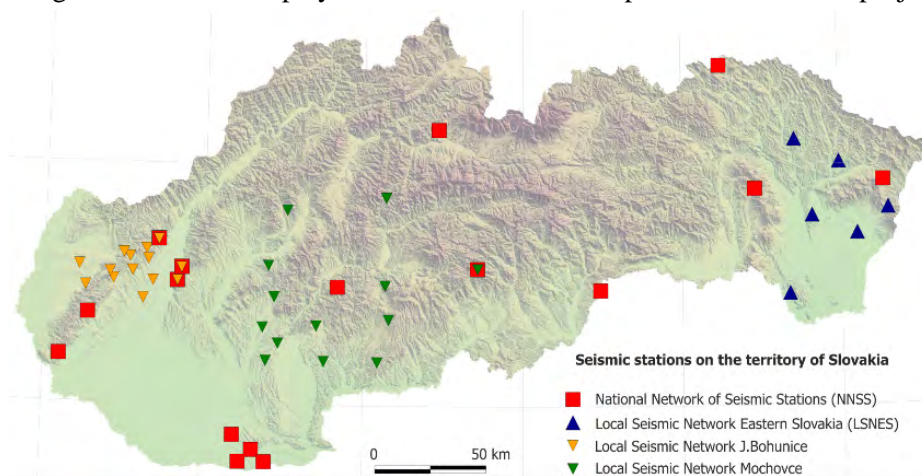 Seismic stations on the territory of Slovakia
National Network of Seismic Stations (NNSS)
Local Seismic Network Eastern Slovakia (LSNES)
Local Seismic Network J.Bohunice
Local Seismic Network Mochovce
0 50 km